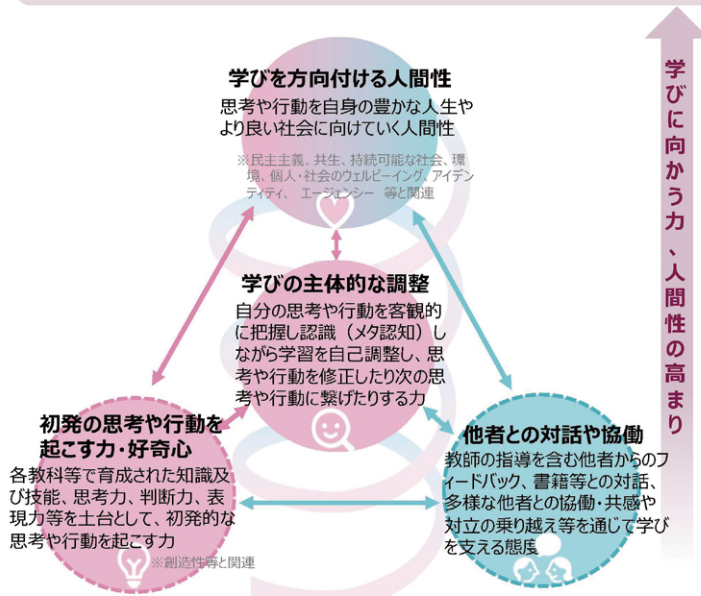 学びを方向付ける人間性
思考や行動を自身の豊かな人生や
より良い社会に向けていく人間性
※民主主義、共生、持続可能な社会、環
境、個人・社会のウェルビーイング、アイデン
ティティ、 エージェンシー 等と関連
学びの主体的な調整
自分の思考や行動を客観的
に把握し認識（メタ認知）し
ながら学習を自己調整し、思
考や行動を修正したり次の思
考や行動に繋げたりする力
初発の思考や行動を
起こす力・好奇心
各教科等で育成された知識及
び技能、思考力、判断力、表
現力等を土台として、初発的な
思考や行動を起こす力
※創造性等と関連
他者との対話や協働
教師の指導を含む他者からのフ
ィードバック、書籍等との対話、
多様な他者との協働・共感や
対立の乗り越え等を通じて学び
を支える態度
学びに向かう力、人間性の高まり